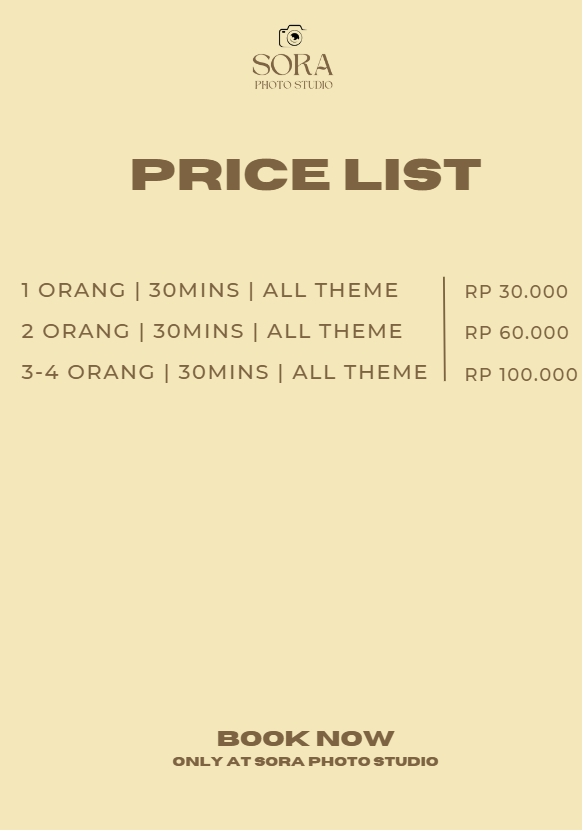 SORA
PHOTO STUDIO
PRICE LIST
1 ORANG | 30MINS | ALL THEME RP 30.000
2 ORANG | 30MINS | ALL THEME RP 60.000
3-4 ORANG | 30MINS | ALL THEME RP 100.000
BOOK NOW
ONLY AT SORA PHOTO STUDIO